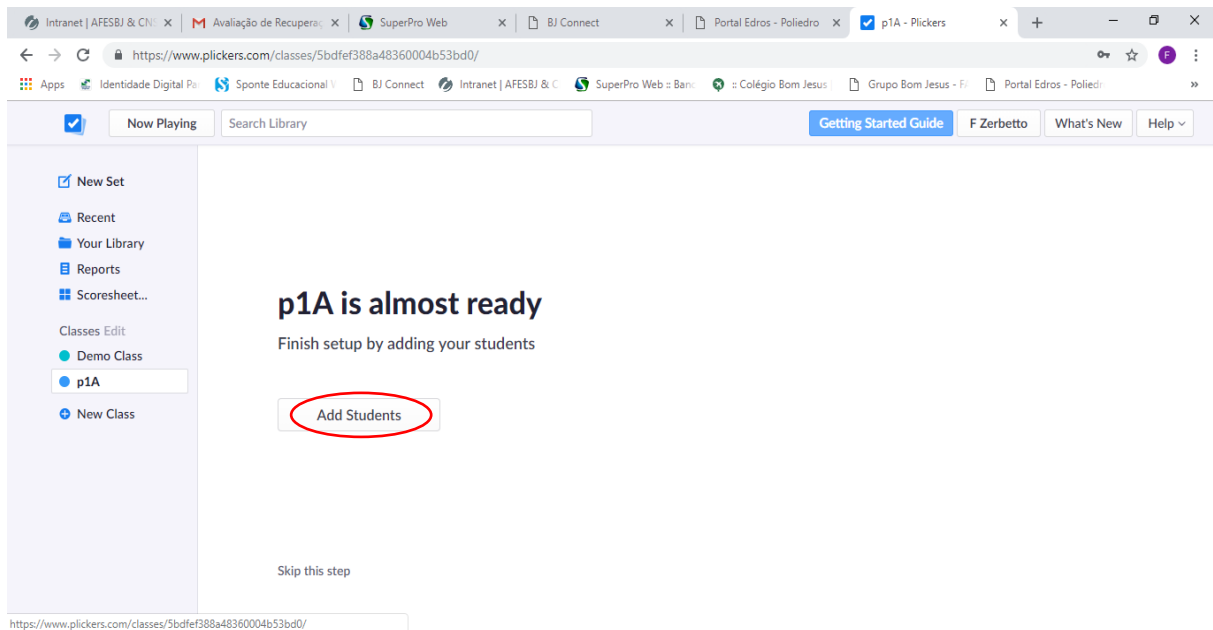 Intranet | AFESBJ & CNS
Avaliação de Recuperaç
SuperPro Web
BJ Connect
Portal Edros - Poliedro
p1A - Plickers
https://www.plickers.com/classes/5bdfef388a48360004b53bd0/
F
Apps
Identidade Digital Pa
Sponte Educacional
BJ Connect
Intranet | AFESBJ & C
SuperPro Web :: Banc
:: Colégio Bom Jesus
Grupo Bom Jesus - F
Portal Edros - Poliedr
»
Now Playing
Search Library
Getting Started Guide
F Zerbetto
What's New
Help
New Set
Recent
Your Library
Reports
Scoresheet...
Classes Edit
Demo Class
p1A
New Class
p1A is almost ready
Finish setup by adding your students
Add Students
Skip this step
https://www.plickers.com/classes/5bdfef388a48360004b53bd0/